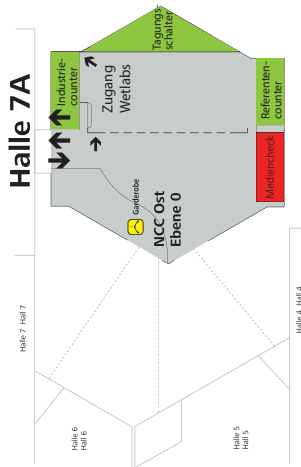 Halle 7A
Tagungs-
schalter
Industrie-
counter
Zugang
Wetlabs
Referenten-
counter
Mediencheck
Garderobe
NCC Ost
Ebene 0
Halle 7 Hall 7
Halle 4 Hall 4
Halle 6
Hall 6
Halle 5
Hall 5